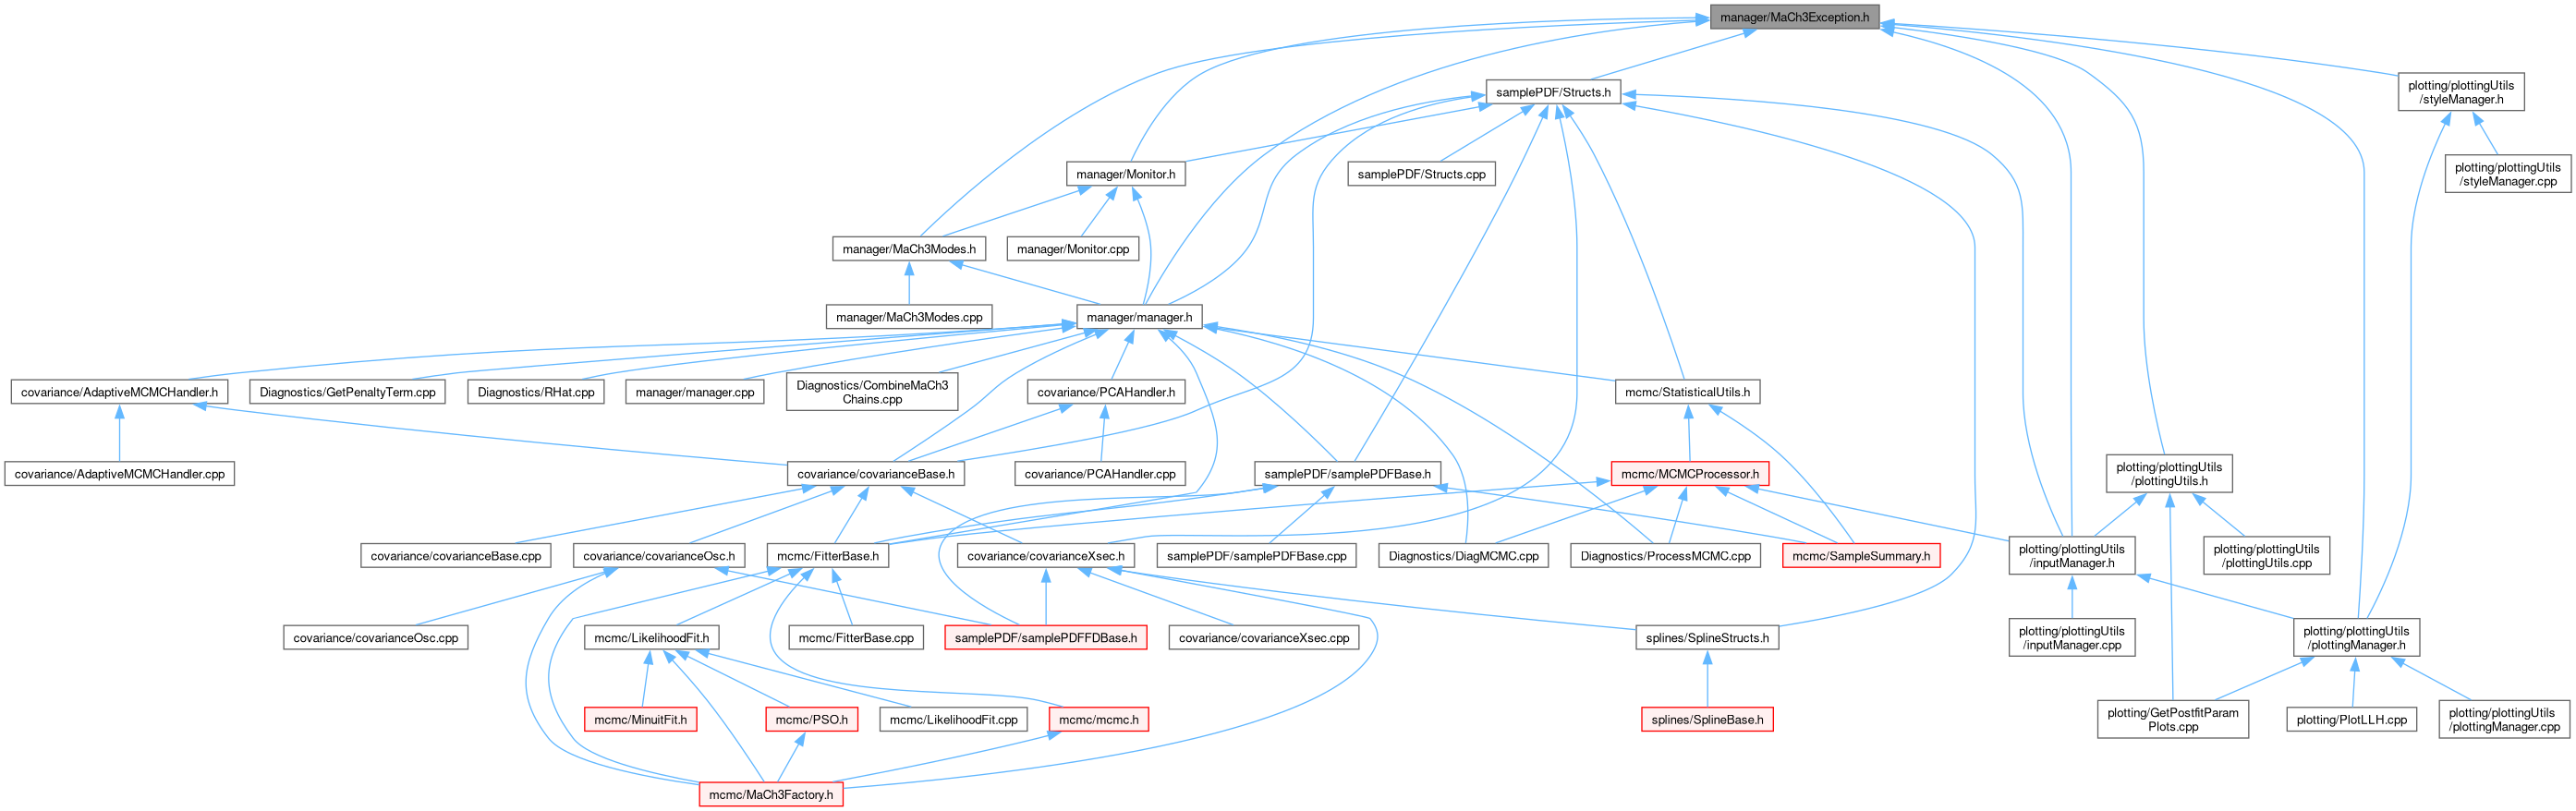 manager/MaCh3Exception.h
samplePDF/Structs.h
plotting/plottingUtils
/styleManager.h
manager/Monitor.h
samplePDF/Structs.cpp
plotting/plottingUtils
/styleManager.cpp
manager/MaCh3Modes.h
manager/Monitor.cpp
manager/MaCh3Modes.cpp
manager/manager.h
covariance/AdaptiveMCMCHandler.h
Diagnostics/GetPenaltyTerm.cpp
Diagnostics/RHat.cpp
manager/manager.cpp
Diagnostics/CombineMaCh3
Chains.cpp
covariance/PCAHandler.h
mcmc/StatisticalUtils.h
covariance/AdaptiveMCMCHandler.cpp
covariance/covarianceBase.h
covariance/PCAHandler.cpp
samplePDF/samplePDFBase.h
mcmc/MCMCProcessor.h
plotting/plottingUtils
/plottingUtils.h
covariance/covarianceBase.cpp
covariance/covarianceOsc.h
mcmc/FitterBase.h
covariance/covarianceXsec.h
samplePDF/samplePDFBase.cpp
Diagnostics/DiagMCMC.cpp
Diagnostics/ProcessMCMC.cpp
mcmc/SampleSummary.h
plotting/plottingUtils
/inputManager.h
plotting/plottingUtils
/plottingUtils.cpp
covariance/covarianceOsc.cpp
mcmc/LikelihoodFit.h
mcmc/FitterBase.cpp
samplePDF/samplePDFFDBase.h
covariance/covarianceXsec.cpp
splines/SplineStructs.h
plotting/plottingUtils
/inputManager.cpp
plotting/plottingUtils
/plottingManager.h
mcmc/MinuitFit.h
mcmc/PSO.h
mcmc/LikelihoodFit.cpp
mcmc/mcmc.h
splines/SplineBase.h
plotting/GetPostfitParam
Plots.cpp
plotting/PlotLLH.cpp
plotting/plottingUtils
/plottingManager.cpp
mcmc/MaCh3Factory.h